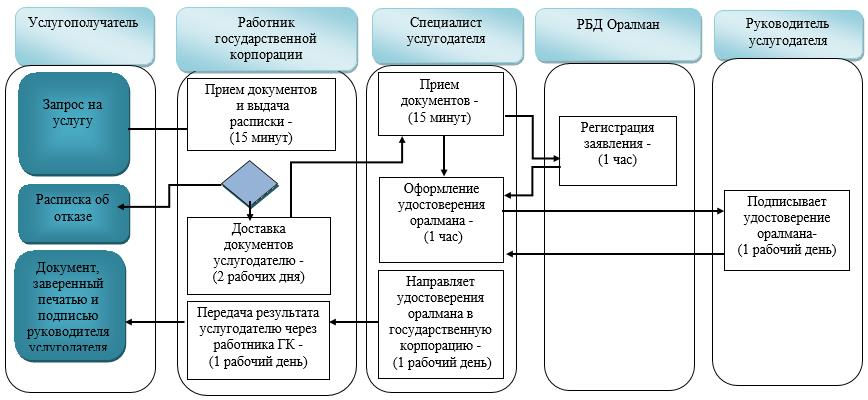 Услугополучатель
Работник
государственной
корпорации
Специалист
услугодателя
РБД Оралман
Руководитель
услугодателя
Запрос на
услугу
Расписка об
отказе
Документ,
заверенный
печатью и
подписью
руководителя
услугодателя
Прием документов
и выдача
расписки -
(15 минут)
Доставка
документов
услугодателю -
(2 рабочих дня)
Передача результата
услугодателю через
работника ГК -
(1 рабочий день)
Прием
документов -
(15 минут)
Оформление
удостоверения
оралмана -
(1 час)
Направляет
удостоверения
оралмана в
государственную
корпорацию -
(1 рабочий день)
Регистрация
заявления -
(1 час)
Подписывает
удостоверение
оралмана-
(1 рабочий день)